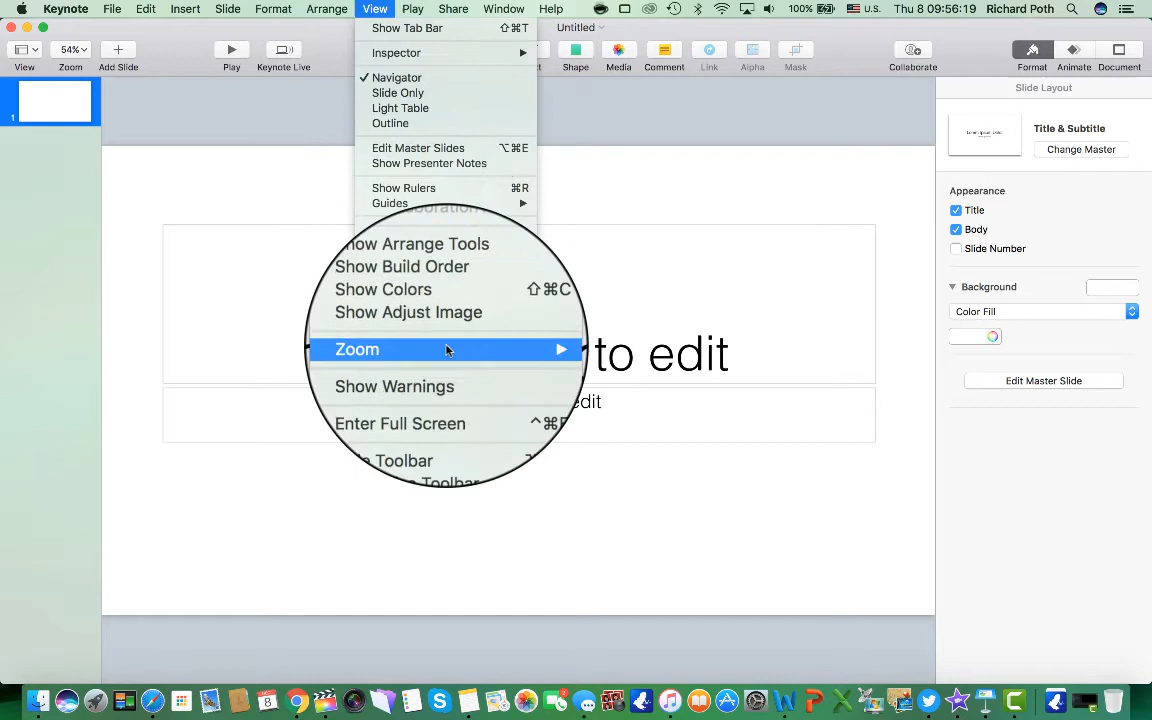 Keynote File Edit Insert Slide Format Arrange View Play Share Window Help 100% U.S. Thu 8 09:56:19 Richard Poth
Untitled
54%
View Zoom Add Slide Play Keynote Live Shape Media Comment Link Alpha Mask Collaborate Format Animate Document
Show Tab Bar ⇧⌘T
Inspector
✓ Navigator
Slide Only
Light Table
Outline
Edit Master Slides ⌥⌘E
Show Presenter Notes
Show Rulers ⌘R
Guides
Show Arrange Tools
Show Build Order
Show Colors ⇧⌘C
Show Adjust Image
Zoom
Show Warnings
Enter Full Screen ^⌘F
Toolbar
Toolbar
1
to edit
edit
Slide Layout
Title & Subtitle
Change Master
Appearance
Title
Body
Slide Number
Background
Color Fill
Edit Master Slide
8
2